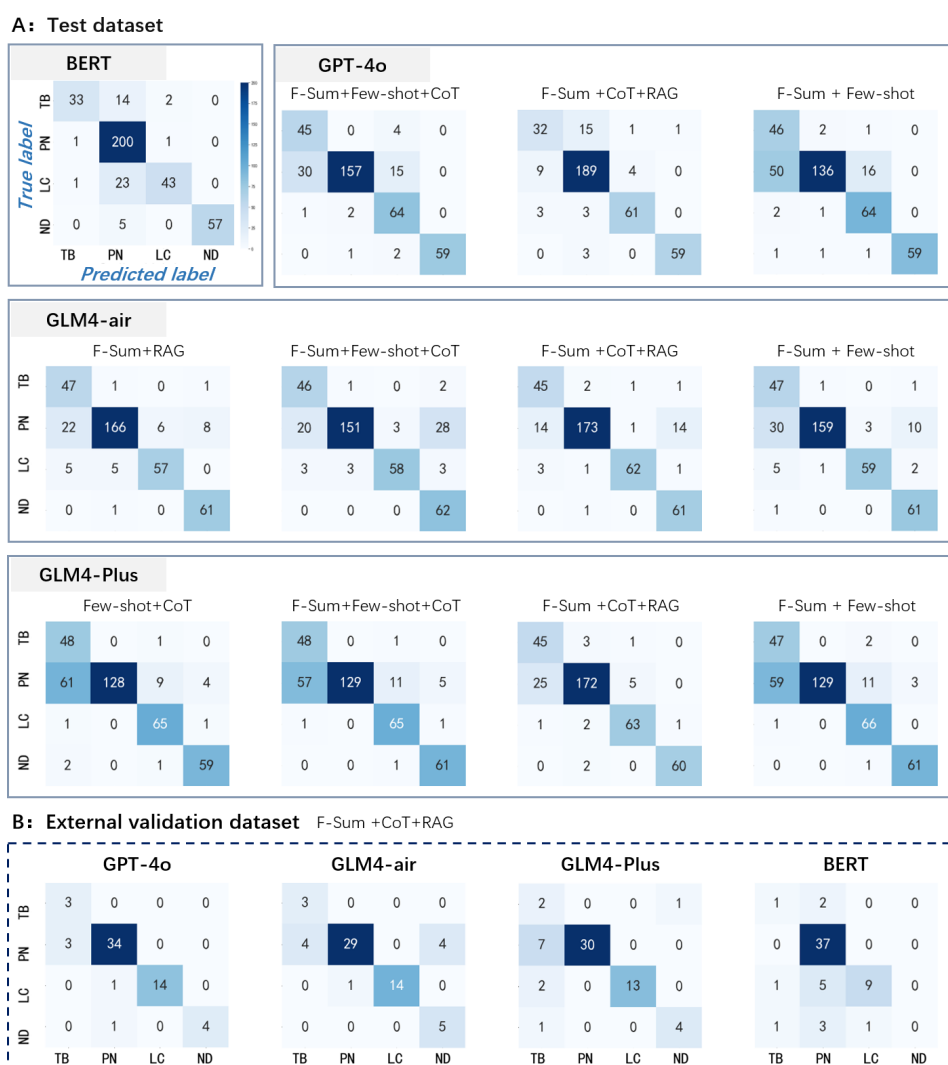 A: Test dataset
BERT
TB 33 14 2 0
PN 1 200 1 0
LC 1 23 43 0
ND 0 5 0 57
TB PN LC ND
True label
Predicted label
GPT-4o
F-Sum+Few-shot+CoT F-Sum +CoT+RAG F-Sum + Few-shot
45 0 4 0 32 15 1 1 46 2 1 0
30 157 15 0 9 189 4 0 50 136 16 0
1 2 64 0 3 3 61 0 2 1 64 0
0 1 2 59 0 3 0 59 1 1 1 59
GLM4-air
F-Sum+RAG F-Sum+Few-shot+CoT F-Sum +CoT+RAG F-Sum + Few-shot
TB 47 1 0 1 46 1 0 2 45 2 1 1 47 1 0 1
PN 22 166 6 8 20 151 3 28 14 173 1 14 30 159 3 10
LC 5 5 57 0 3 3 58 3 3 1 62 1 5 1 59 2
ND 0 1 0 61 0 0 0 62 0 1 0 61 0 1 0 61
GLM4-Plus
Few-shot+CoT F-Sum+Few-shot+CoT F-Sum +CoT+RAG F-Sum + Few-shot
TB 48 0 1 0 48 0 1 0 45 3 1 0 47 0 2 0
PN 61 128 9 4 57 129 11 5 25 172 5 0 59 129 11 3
LC 1 0 65 1 1 0 65 1 1 2 63 1 1 0 66 0
ND 2 0 1 59 0 0 1 61 0 2 0 60 0 0 1 61
B: External validation dataset F-Sum +CoT+RAG
GPT-4o GLM4-air GLM4-Plus BERT
TB 3 0 0 0 3 0 0 0 2 0 0 1 1 2 0 0
PN 3 34 0 0 4 29 0 4 7 30 0 0 0 37 0 0
LC 0 1 14 0 0 1 14 0 2 0 13 0 1 5 9 0
ND 0 1 0 4 0 0 0 5 1 0 0 4 1 3 1 0
TB PN LC ND TB PN LC ND TB PN LC ND TB PN LC ND